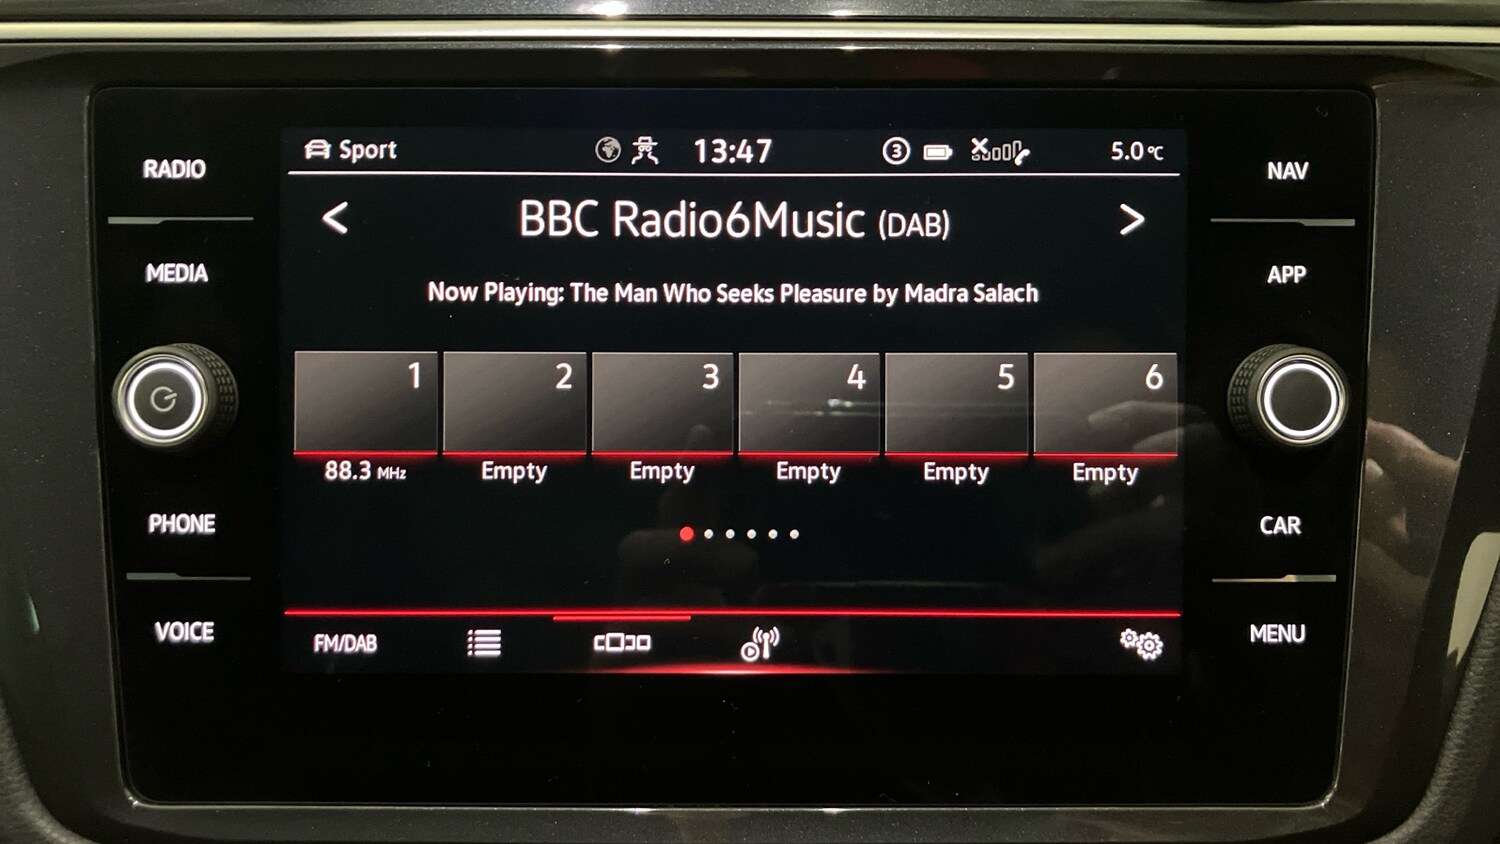 Sport 13:47 3 5.0 °C
RADIO
NAV
BBC Radio6Music (DAB)
MEDIA
APP
Now Playing: The Man Who Seeks Pleasure by Madra Salach
1 2 3 4 5 6
88.3 MHz Empty Empty Empty Empty Empty
PHONE
CAR
VOICE
MENU
FM/DAB